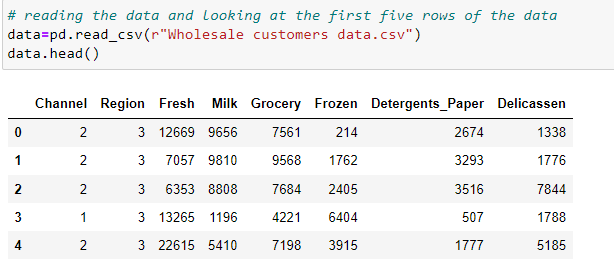 # reading the data and looking at the first five rows of the data
data=pd.read_csv(r"Wholesale customers data.csv")
data.head()
Channel Region Fresh Milk Grocery Frozen Detergents_Paper Delicassen
0 2 3 12669 9656 7561 214 2674 1338
1 2 3 7057 9810 9568 1762 3293 1776
2 2 3 6353 8808 7684 2405 3516 7844
3 1 3 13265 1196 4221 6404 507 1788
4 2 3 22615 5410 7198 3915 1777 5185